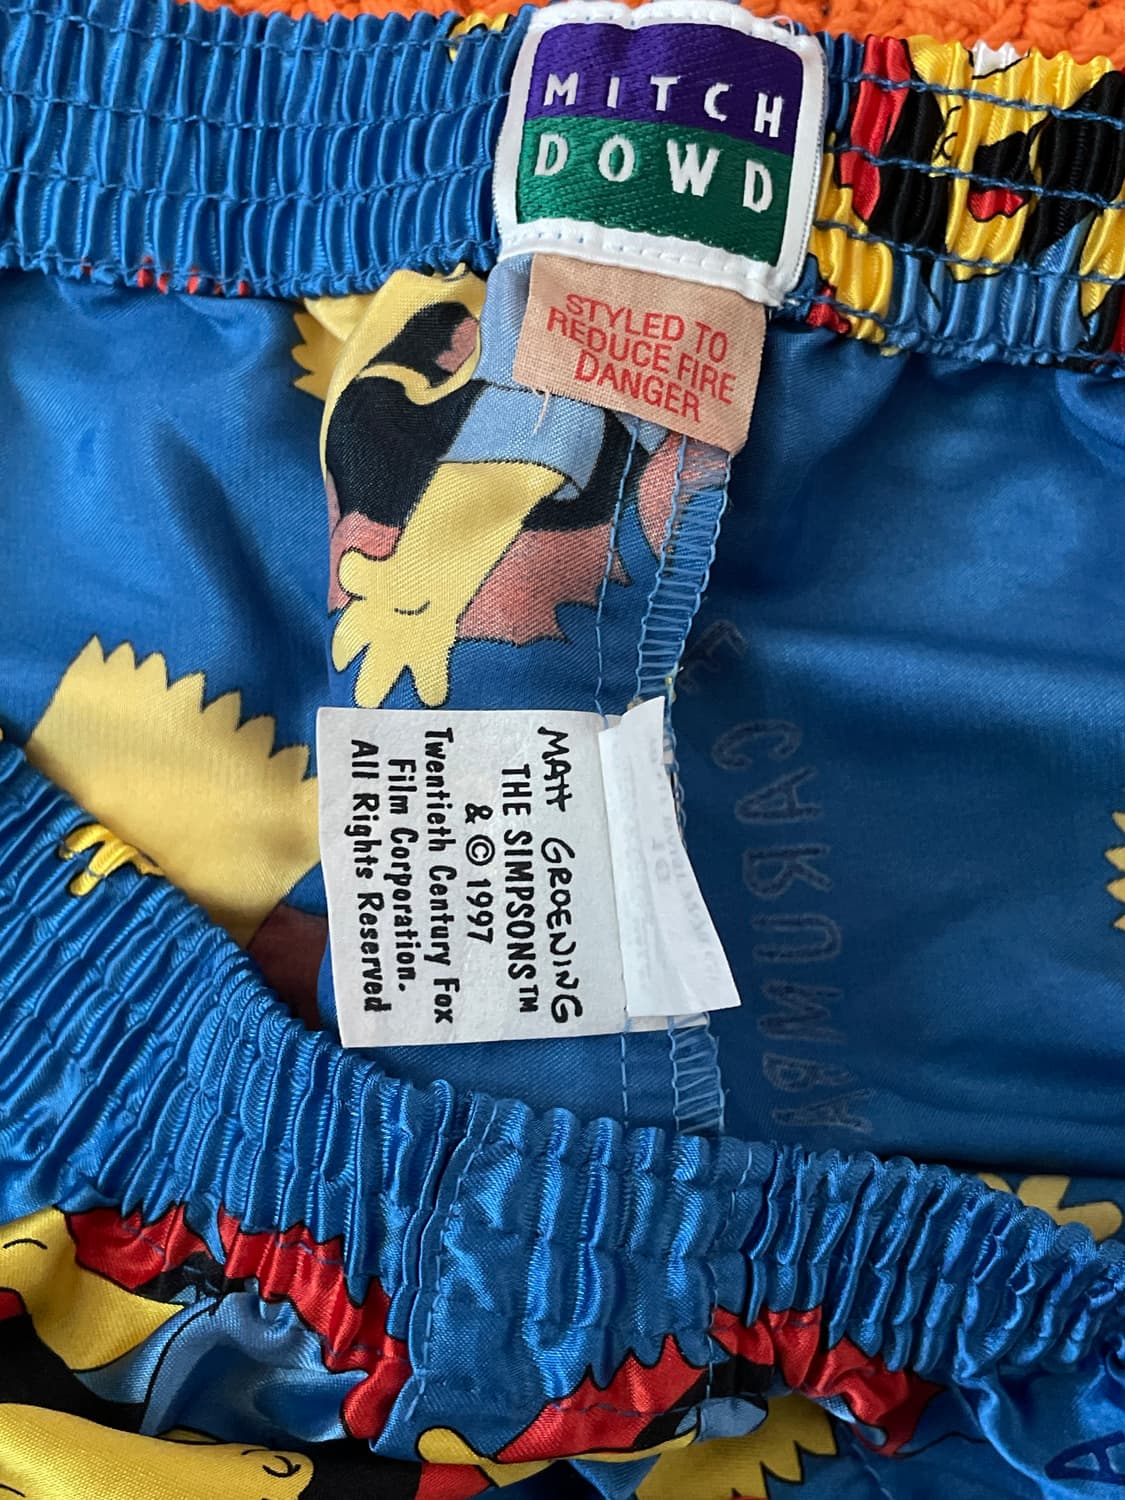 MITCH
DOWD
STYLED TO
REDUCE FIRE
DANGER
MATT GROENING
THE SIMPSONS™
& © 1997
Twentieth Century Fox
Film Corporation.
All Rights Reserved